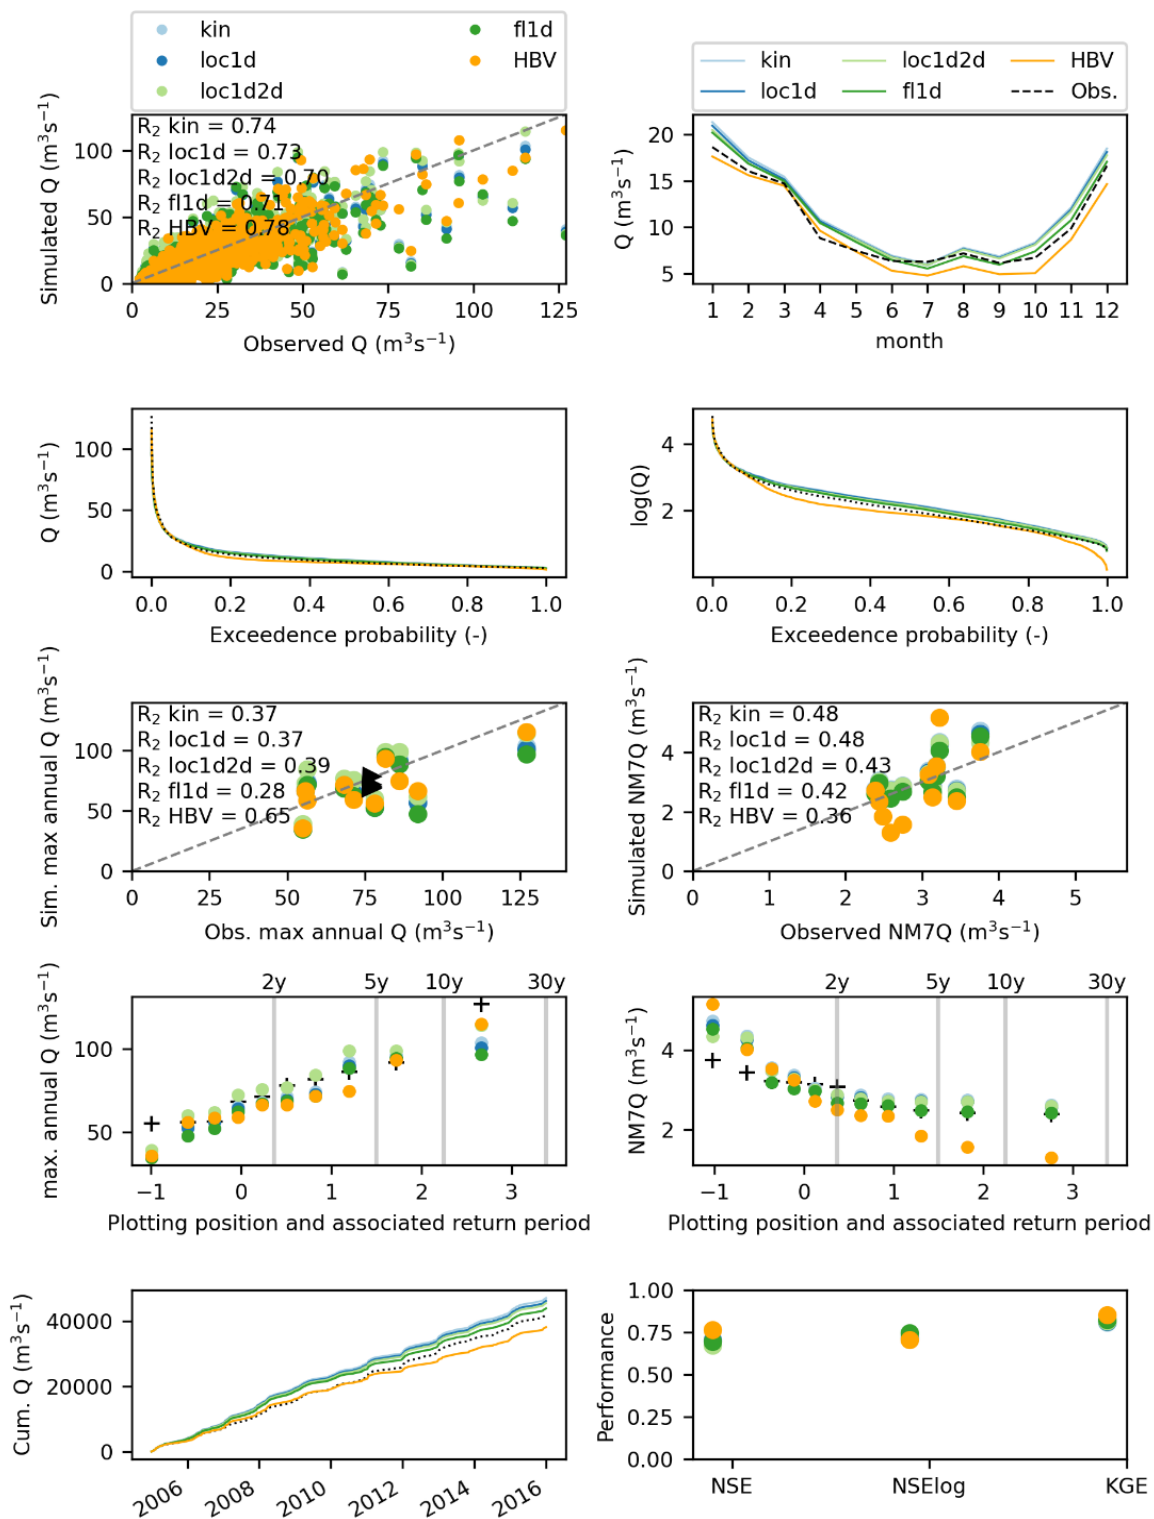 kin
loc1d
loc1d2d
fl1d
HBV
kin
loc1d
loc1d2d
fl1d
HBV
Obs.
Simulated Q (m³s⁻¹)
100
50
0
R₂ kin = 0.74
R₂ loc1d = 0.73
R₂ loc1d2d = 0.70
R₂ fl1d = 0.71
R₂ HBV = 0.78
0 25 50 75 100 125
Observed Q (m³s⁻¹)
Q (m³s⁻¹)
20
15
10
5
1 2 3 4 5 6 7 8 9 10 11 12
month
Q (m³s⁻¹)
100
50
0
0.0 0.2 0.4 0.6 0.8 1.0
Exceedence probability (-)
log(Q)
4
2
0.0 0.2 0.4 0.6 0.8 1.0
Exceedence probability (-)
Sim. max annual Q (m³s⁻¹)
100
50
0
R₂ kin = 0.37
R₂ loc1d = 0.37
R₂ loc1d2d = 0.39
R₂ fl1d = 0.28
R₂ HBV = 0.65
0 25 50 75 100 125
Obs. max annual Q (m³s⁻¹)
Simulated NM7Q (m³s⁻¹)
4
2
0
R₂ kin = 0.48
R₂ loc1d = 0.48
R₂ loc1d2d = 0.43
R₂ fl1d = 0.42
R₂ HBV = 0.36
0 1 2 3 4 5
Observed NM7Q (m³s⁻¹)
max. annual Q (m³s⁻¹)
2y 5y 10y 30y
100
50
−1 0 1 2 3
Plotting position and associated return period
NM7Q (m³s⁻¹)
2y 5y 10y 30y
4
2
−1 0 1 2 3
Plotting position and associated return period
Cum. Q (m³s⁻¹)
40000
20000
0
2006 2008 2010 2012 2014 2016
Performance
1.00
0.75
0.50
0.25
0.00
NSE NSElog KGE